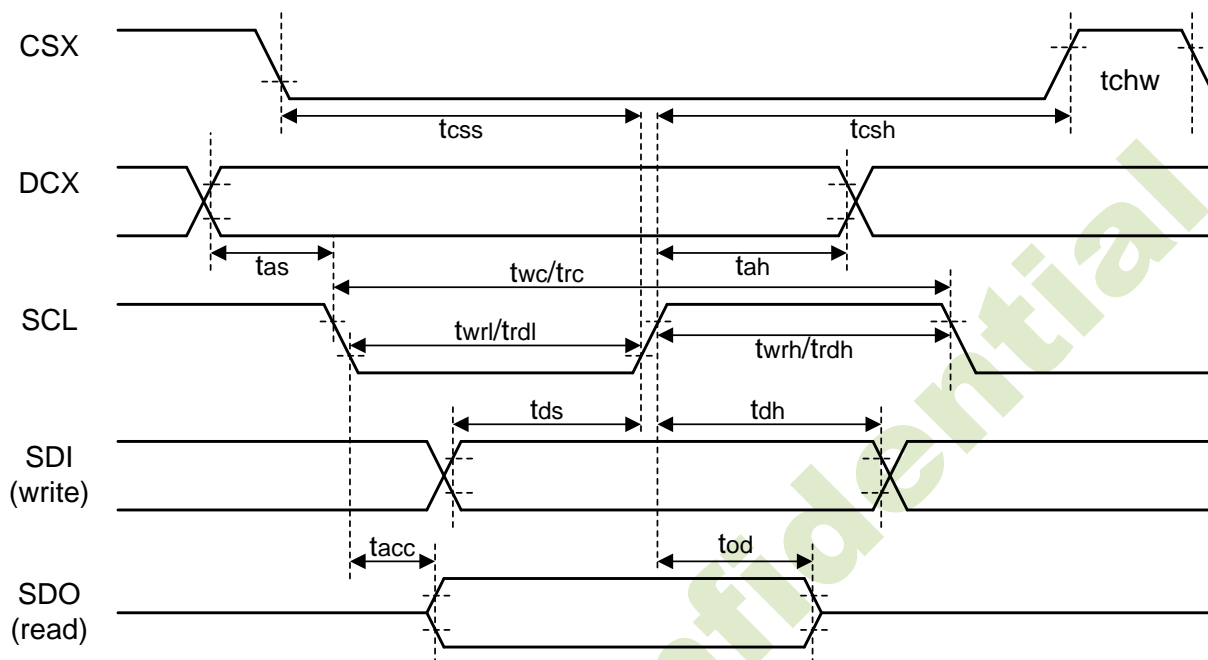 CSX
tchw
tcss
tcsh
DCX
tas
tah
twc/trc
SCL
twrl/trdl
twrh/trdh
tds
tdh
SDI
(write)
tacc
tod
SDO
(read)
fidential